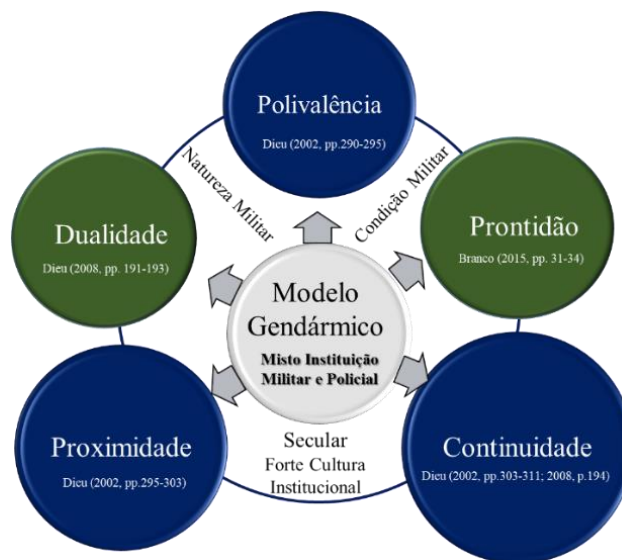 Polivalência
Dieu (2002, pp.290-295)
Natureza Militar
Condição Militar
Dualidade
Dieu (2008, pp. 191-193)
Prontidão
Branco (2015, pp. 31-34)
Modelo
Gendármico
Misto Instituição
Militar e Policial
Proximidade
Dieu (2002, pp.295-303)
Secular
Forte Cultura
Institucional
Continuidade
Dieu (2002, pp.303-311; 2008, p.194)